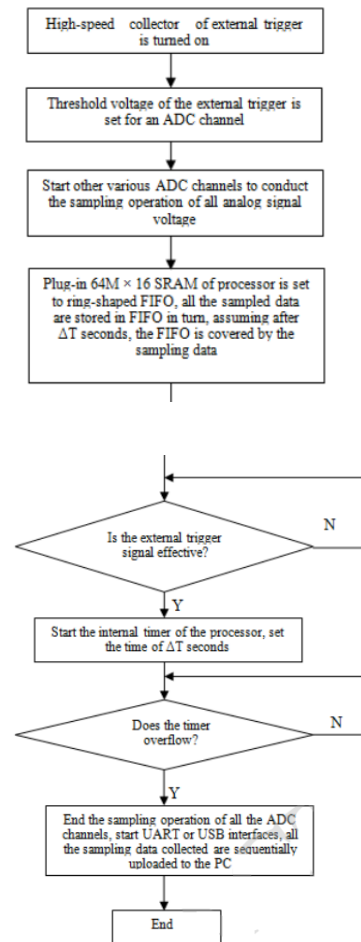 High-speed collector of external trigger
is turned on
Threshold voltage of the external trigger is
set for an ADC channel
Start other various ADC channels to conduct
the sampling operation of all analog signal
voltage
Plug-in 64M × 16 SRAM of processor is set
to ring-shaped FIFO, all the sampled data
are stored in FIFO in turn, assuming after
ΔT seconds, the FIFO is covered by the
sampling data
Is the external trigger
signal effective?
N
Y
Start the internal timer of the processor, set
the time of ΔT seconds
Does the timer
overflow?
N
Y
End the sampling operation of all the ADC
channels, start UART or USB interfaces, all
the sampling data collected are sequentially
uploaded to the PC
End